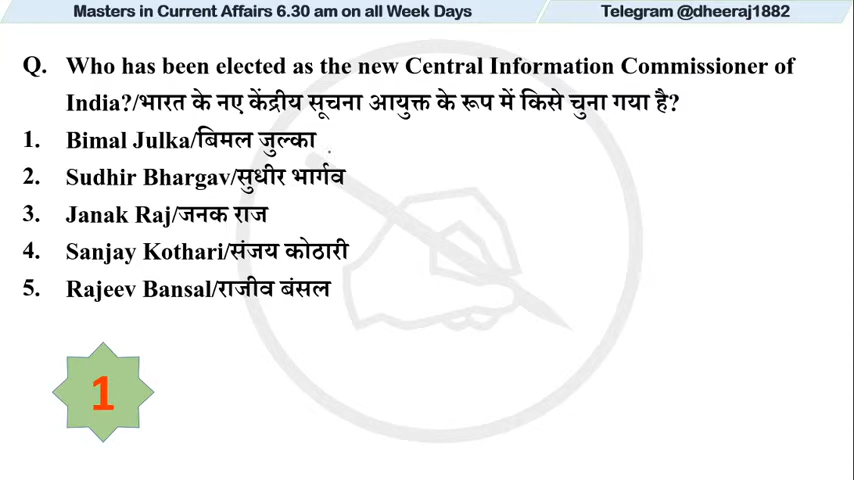 Masters in Current Affairs 6.30 am on all Week Days Telegram @dheeraj1882
Q. Who has been elected as the new Central Information Commissioner of
India?/भारत के नए केंद्रीय सूचना आयुक्त के रूप में किसे चुना गया है?
1. Bimal Julka/बिमल जुल्का
2. Sudhir Bhargav/सुधीर भार्गव
3. Janak Raj/जनक राज
4. Sanjay Kothari/संजय कोठारी
5. Rajeev Bansal/राजीव बंसल
1